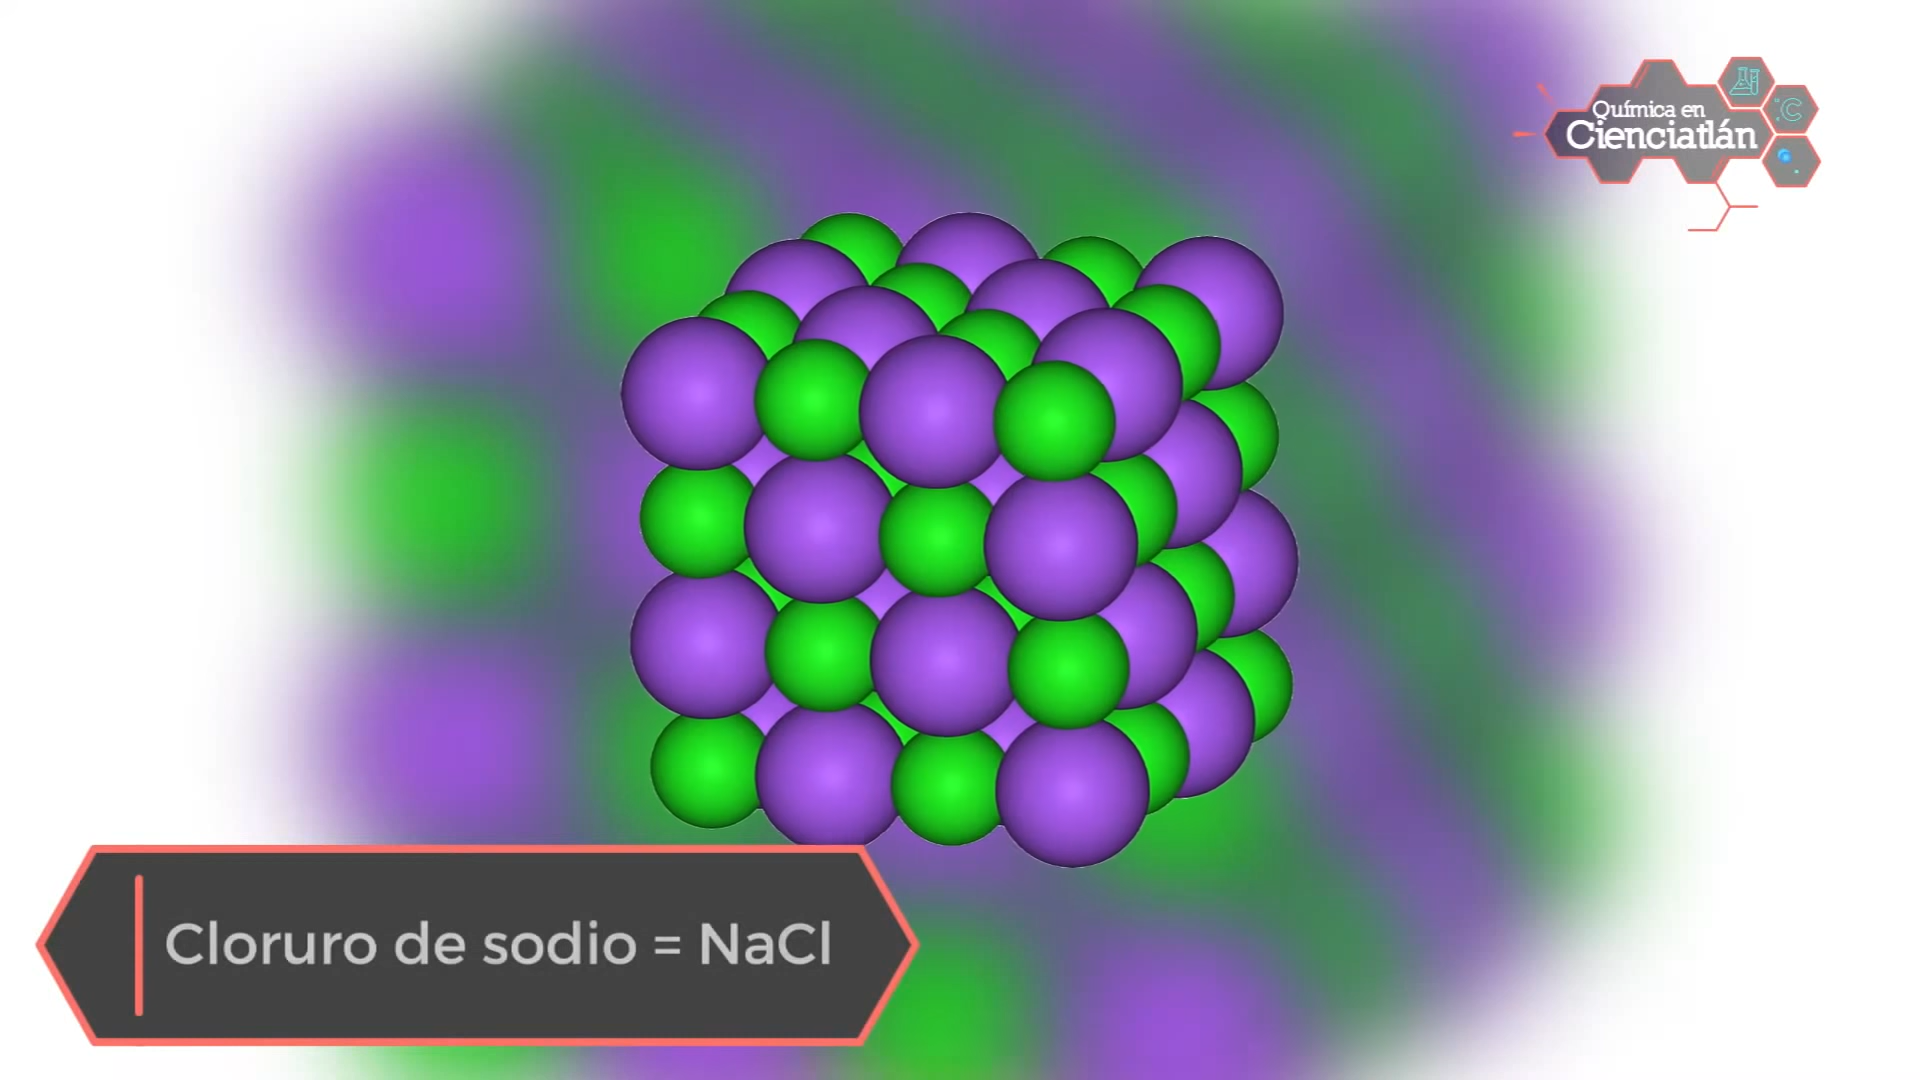 Química en
Cienciatlán
°C
Cloruro de sodio = NaCl